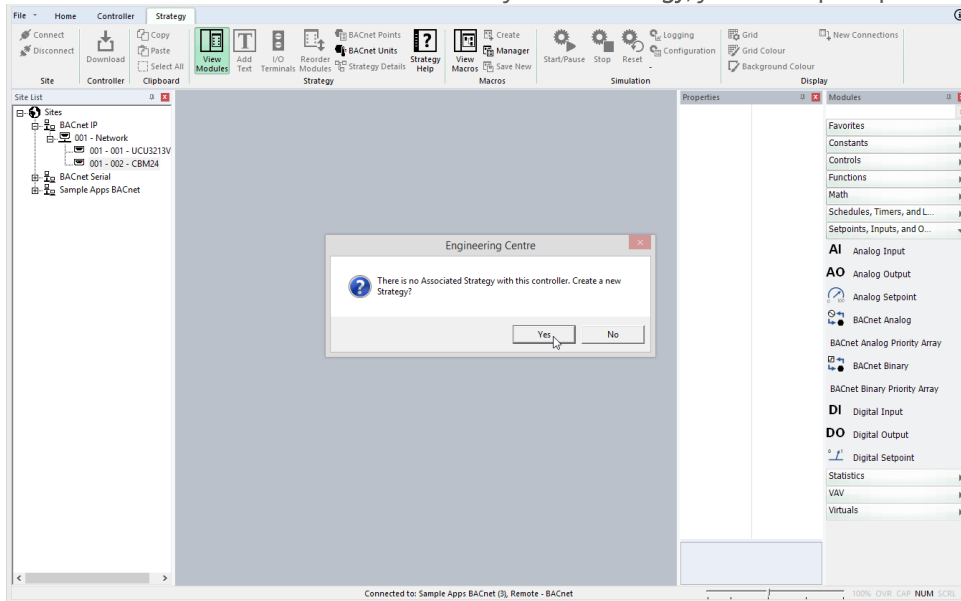 File Home Controller Strategy
Connect
Disconnect
Site
Download
Controller
Copy
Paste
Select All
Clipboard
View Modules
Add Text
I/O Terminals
Reorder Modules
BACnet Points
BACnet Units
Strategy Details
Strategy Help
Strategy
View Macros
Create
Manager
Save New
Macros
Start/Pause
Stop
Reset
Logging
Configuration
-
Simulation
Grid
Grid Colour
Background Colour
New Connections
Display
Site List
Sites
BACnet IP
001 - Network
001 - 001 - UCU3213V
001 - 002 - CBM24
BACnet Serial
Sample Apps BACnet
Engineering Centre
There is no Associated Strategy with this controller. Create a new
Strategy?
Yes
No
Properties
Modules
Favorites
Constants
Controls
Functions
Math
Schedules, Timers, and L...
Setpoints, Inputs, and O...
AI Analog Input
AO Analog Output
Analog Setpoint
BACnet Analog
BACnet Analog Priority Array
BACnet Binary
BACnet Binary Priority Array
DI Digital Input
DO Digital Output
Digital Setpoint
Statistics
VAV
Virtuals
Connected to: Sample Apps BACnet (3), Remote - BACnet
100% OVR CAP NUM SCRL